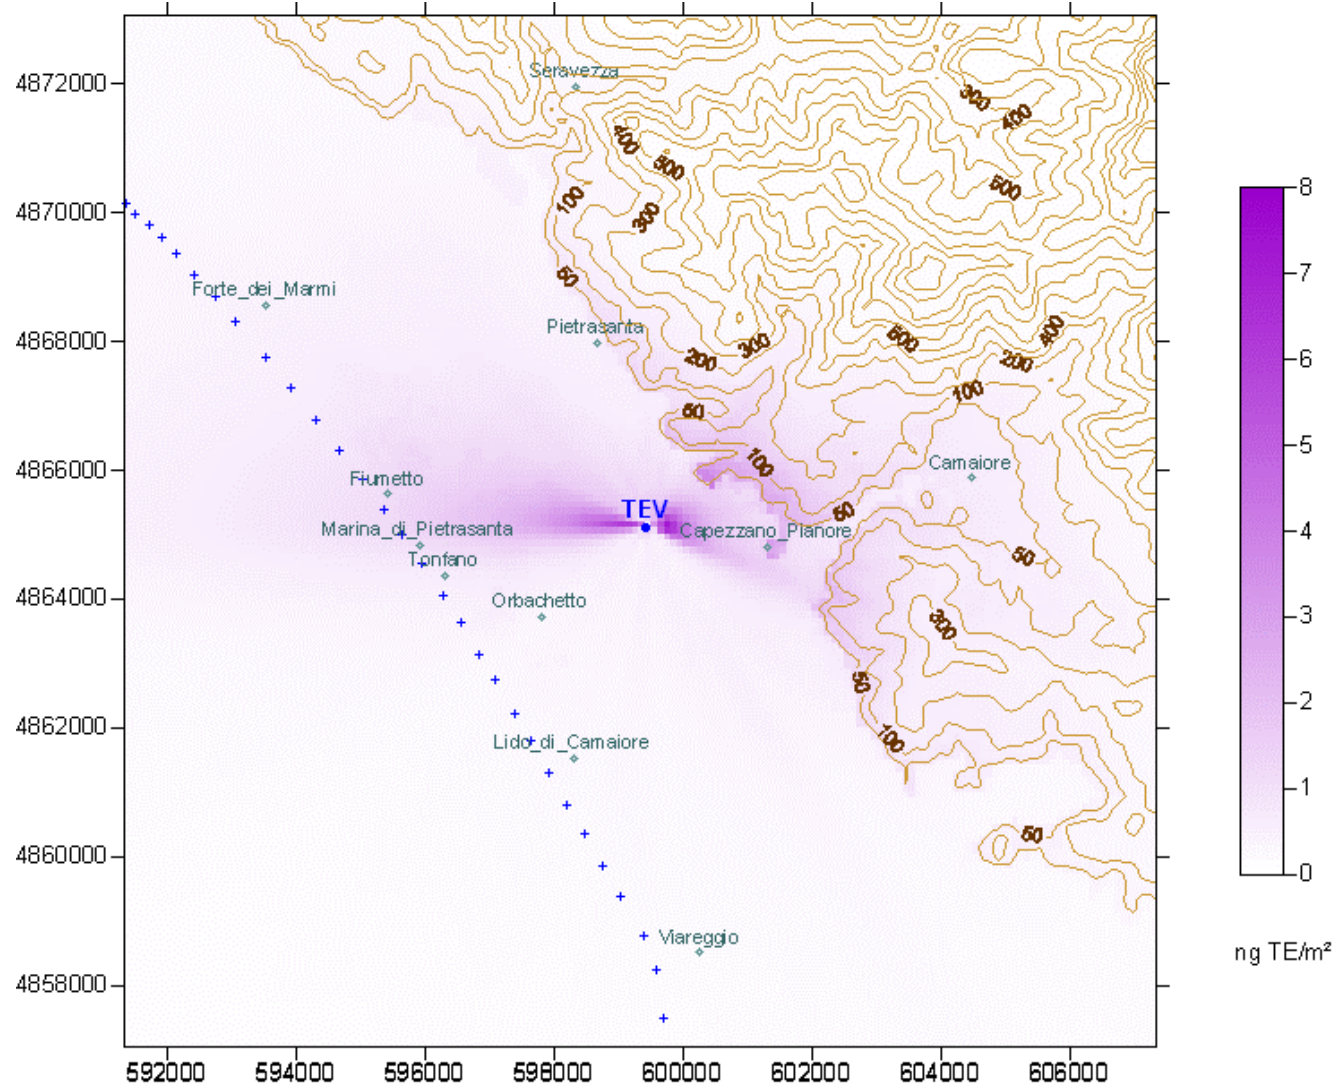 4872000
4870000
4868000
4866000
4864000
4862000
4860000
4858000
592000 594000 596000 598000 600000 602000 604000 606000
Seravezza
Forte_dei_Marmi
Pietrasanta
Camaiore
Fiumetto
TEV
Marina_di_Pietrasanta
Capezzano_Pianore
Tonfano
Orbachetto
Lido_di_Camaiore
Viareggio
300
400
400
500
500
100
300
50
400
500
300
200
200
100
50
100
50
50
300
50
100
50
8
7
6
5
4
3
2
1
0
ng TE/m²